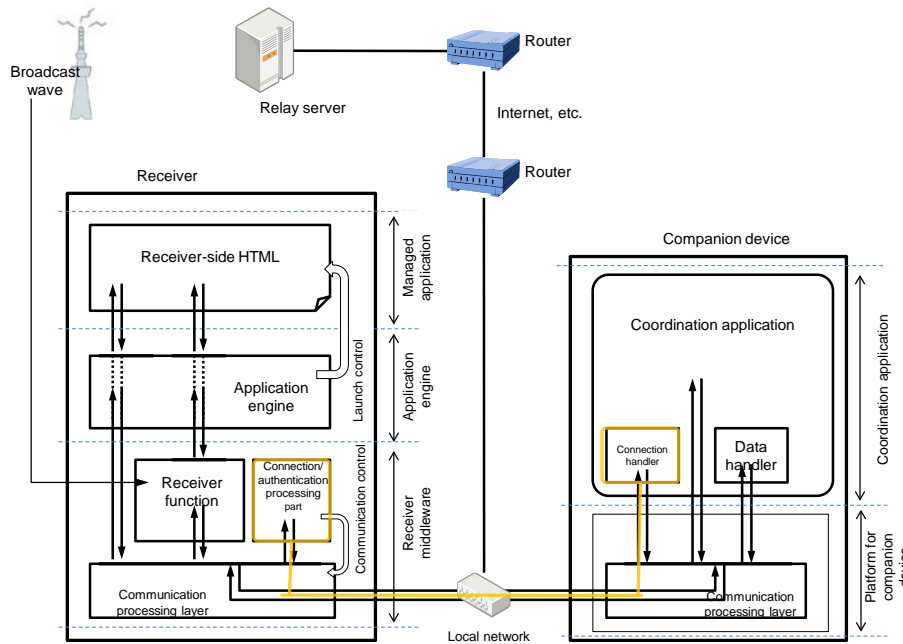 Broadcast
wave
Relay server
Router
Internet, etc.
Router
Receiver
Receiver-side HTML
Managed
application
Launch control
Application
engine
Application
engine
Receiver
function
Connection/
authentication
processing
part
Communication control
Receiver
middleware
Communication
processing layer
Local network
Companion device
Coordination application
Coordination application
Connection
handler
Data
handler
Platform for
companion
device
Communication
processing layer